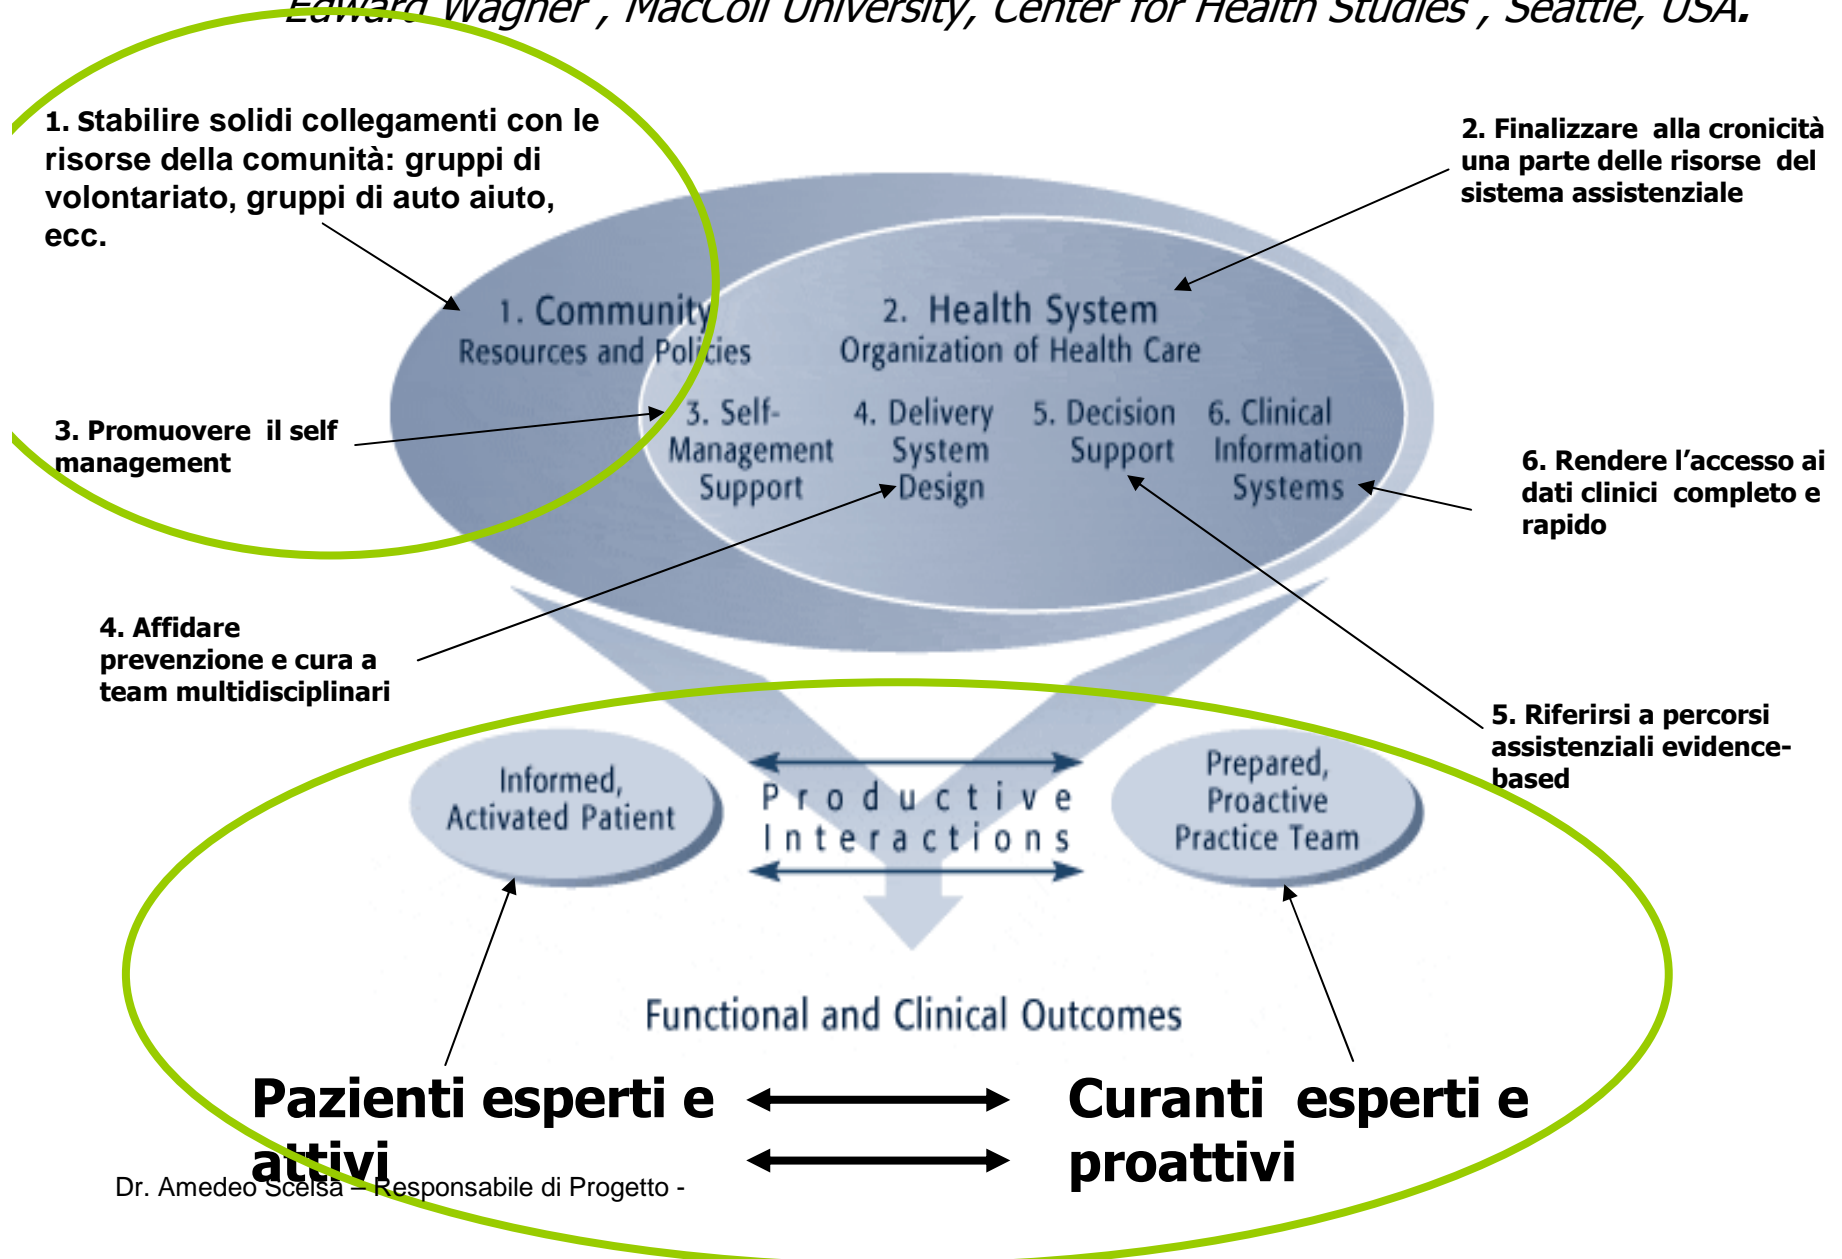 Edward Wagner , MacColl University, Center for Health Studies , Seattle, USA.
1. Stabilire solidi collegamenti con le
risorse della comunità: gruppi di
volontariato, gruppi di auto aiuto,
ecc.
2. Finalizzare alla cronicità
una parte delle risorse del
sistema assistenziale
1. Community
Resources and Policies
2. Health System
Organization of Health Care
3. Self-
Management
Support
4. Delivery
System
Design
5. Decision
Support
6. Clinical
Information
Systems
3. Promuovere il self
management
6. Rendere l’accesso ai
dati clinici completo e
rapido
4. Affidare
prevenzione e cura a
team multidisciplinari
5. Riferirsi a percorsi
assistenziali evidence-
based
Informed,
Activated Patient
Productive
Interactions
Prepared,
Proactive
Practice Team
Functional and Clinical Outcomes
Pazienti esperti e
attivi
Curanti esperti e
proattivi
Dr. Amedeo Scelsa – Responsabile di Progetto -